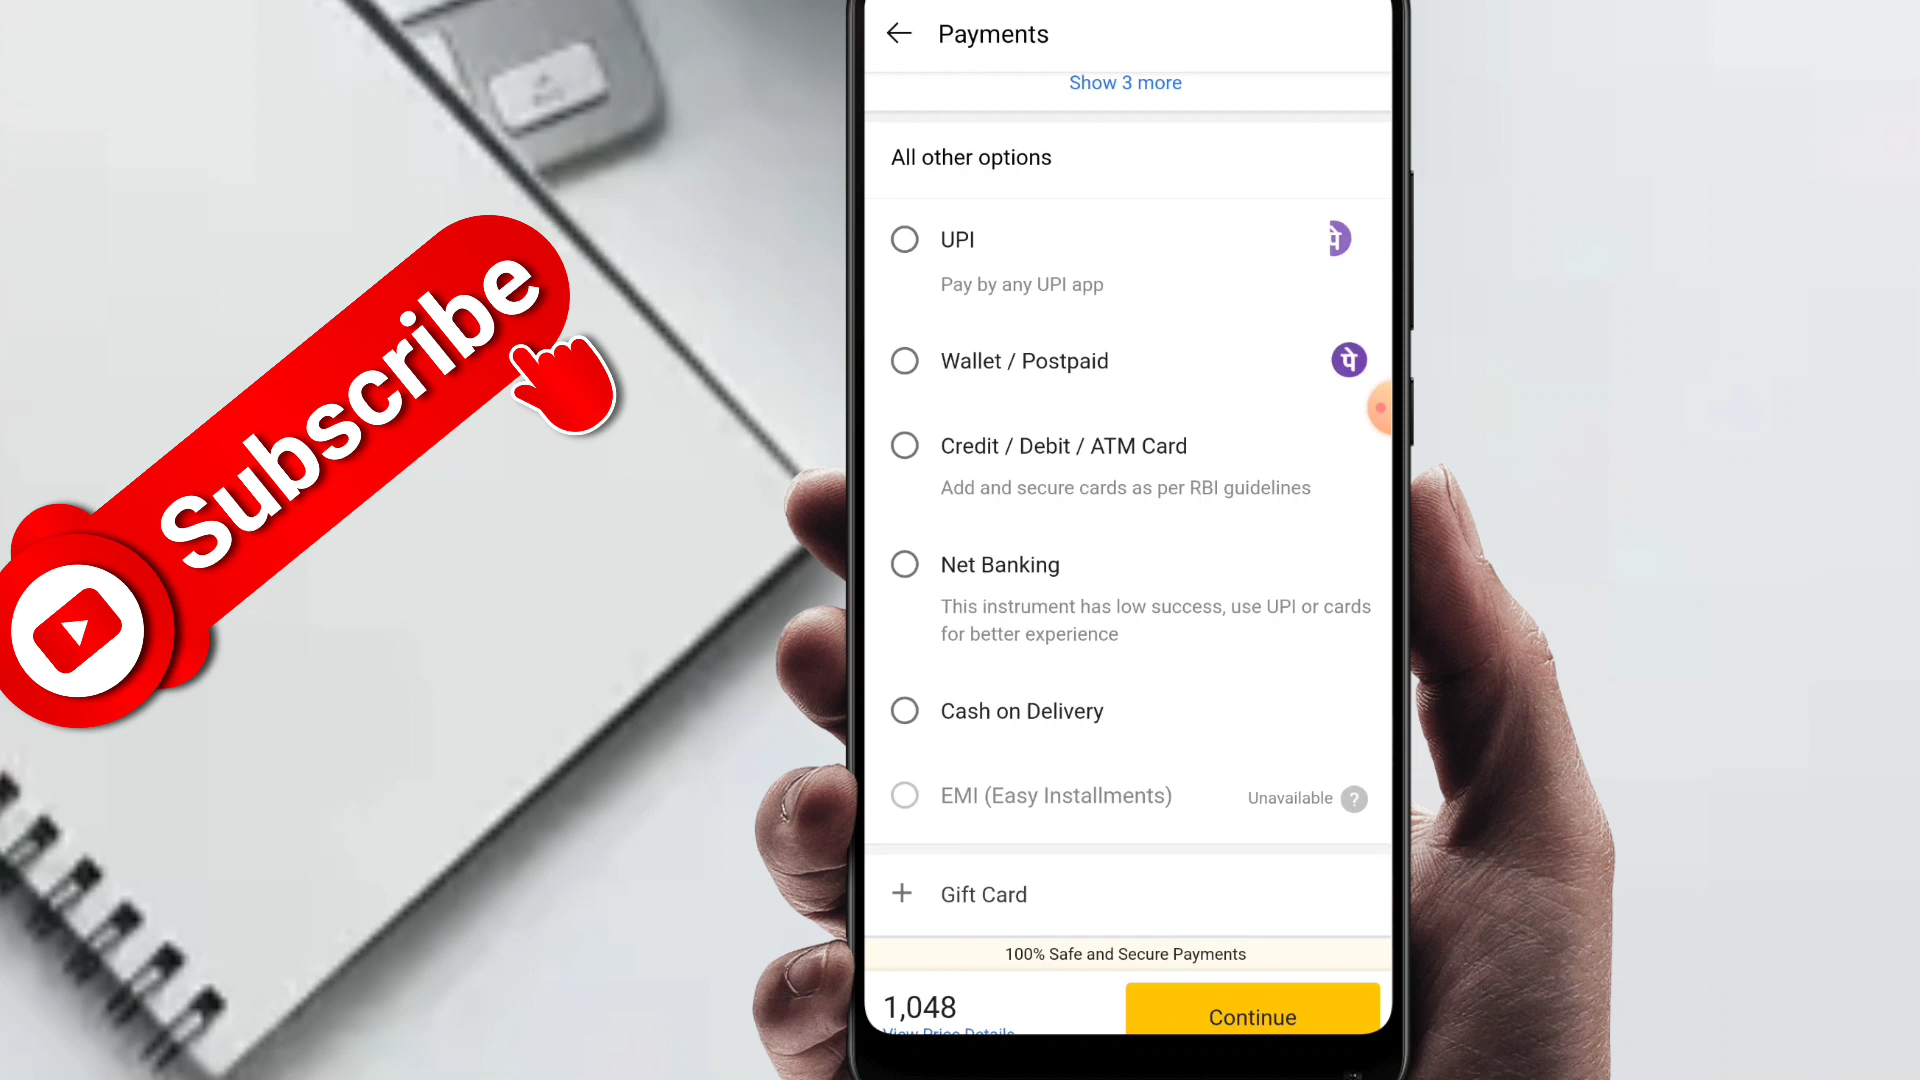 Payments
Show 3 more
All other options
UPI
Pay by any UPI app
Wallet / Postpaid
पे
Credit / Debit / ATM Card
Add and secure cards as per RBI guidelines
Net Banking
This instrument has low success, use UPI or cards
for better experience
Cash on Delivery
EMI (Easy Installments) Unavailable ?
+ Gift Card
100% Safe and Secure Payments
1,048
View Price Details
Continue
Subscribe